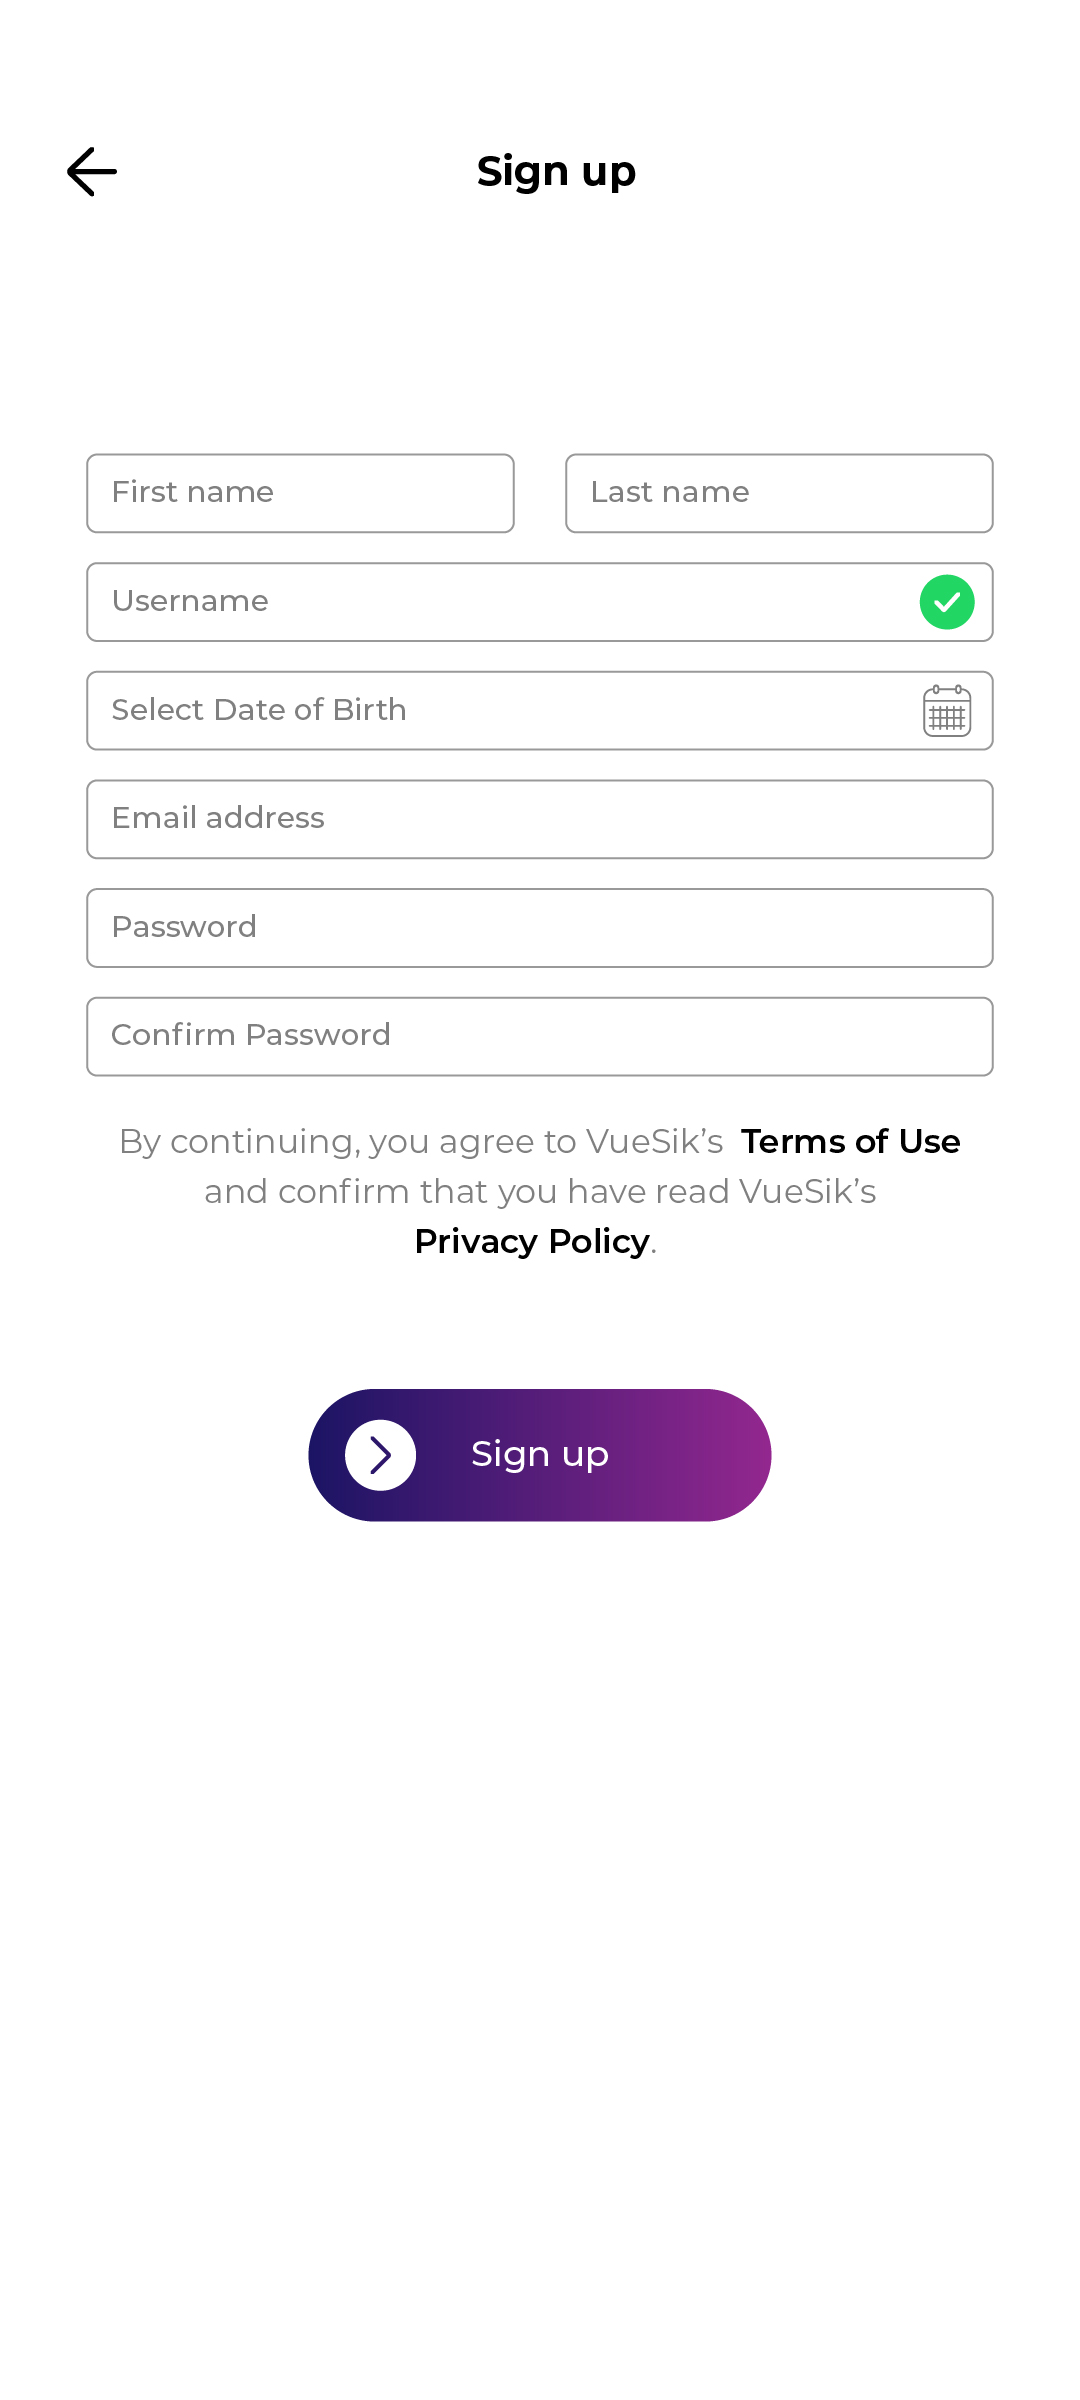 Sign up
First name
Last name
Username
Select Date of Birth
Email address
Password
Confirm Password
By continuing, you agree to VueSik’s  Terms of Use
and confirm that you have read VueSik’s
Privacy Policy.
Sign up